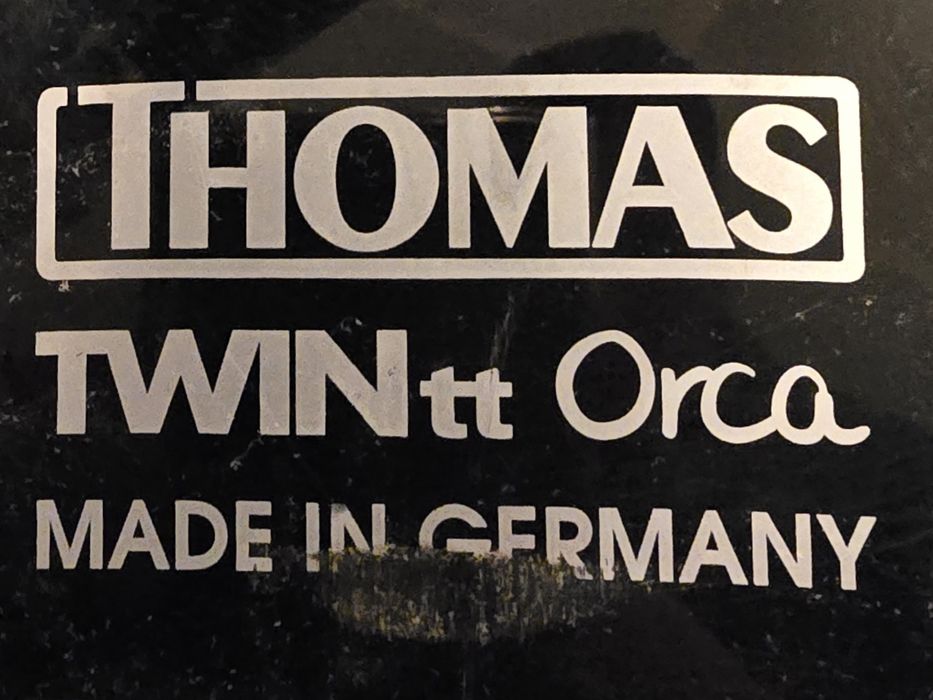 THOMAS
TWIN tt Orca
MADE IN GERMANY